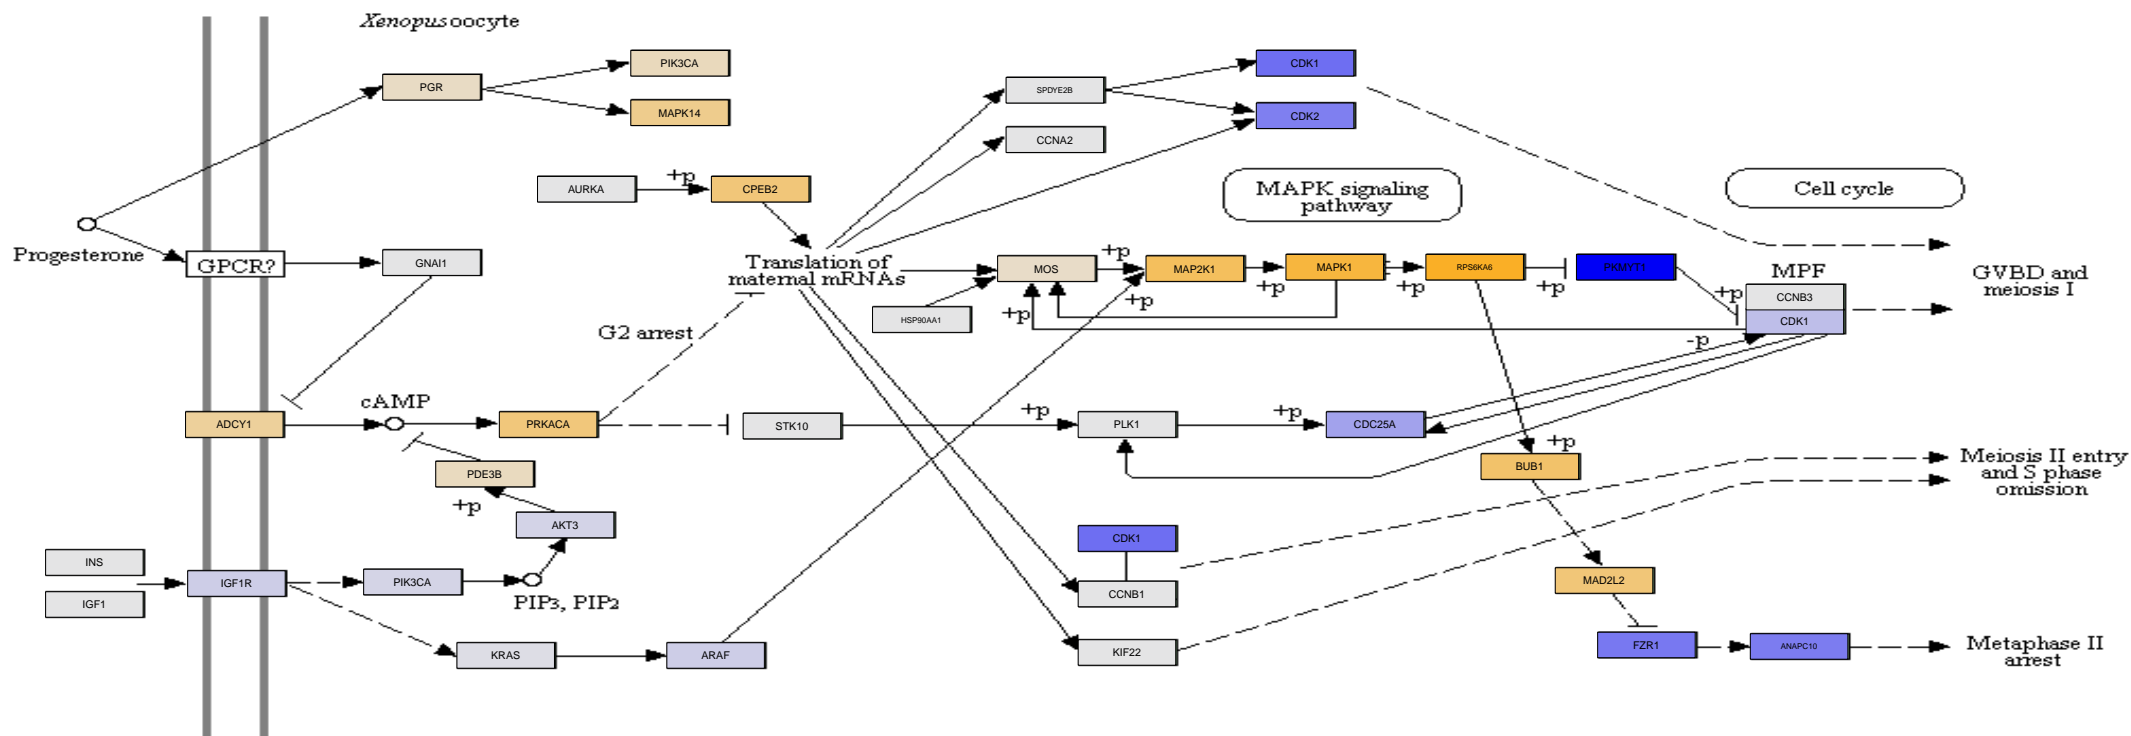 Xenopus oocyte
PIK3CA
CDK1
PGR
SPDYE2B
MAPK14
CDK2
CCNA2
+p
AURKA
CPEB2
MAPK signaling
pathway
Cell cycle
Progesterone
GPCR?
GNAI1
Translation of
maternal mRNAs
+p
MOS
MAP2K1
MAPK1
RPS6KA6
PKMYT1
MPF
GVBD and
meiosis I
+p
+p
+p
+p
+p
CCNB3
HSP90AA1
+p
CDK1
G2 arrest
-p
cAMP
ADCY1
PRKACA
STK10
+p
PLK1
+p
CDC25A
+p
PDE3B
BUB1
Meiosis II entry
and S phase
omission
+p
AKT3
CDK1
INS
IGF1R
PIK3CA
MAD2L2
IGF1
PIP3, PIP2
CCNB1
KRAS
ARAF
KIF22
FZR1
ANAPC10
Metaphase II
arrest